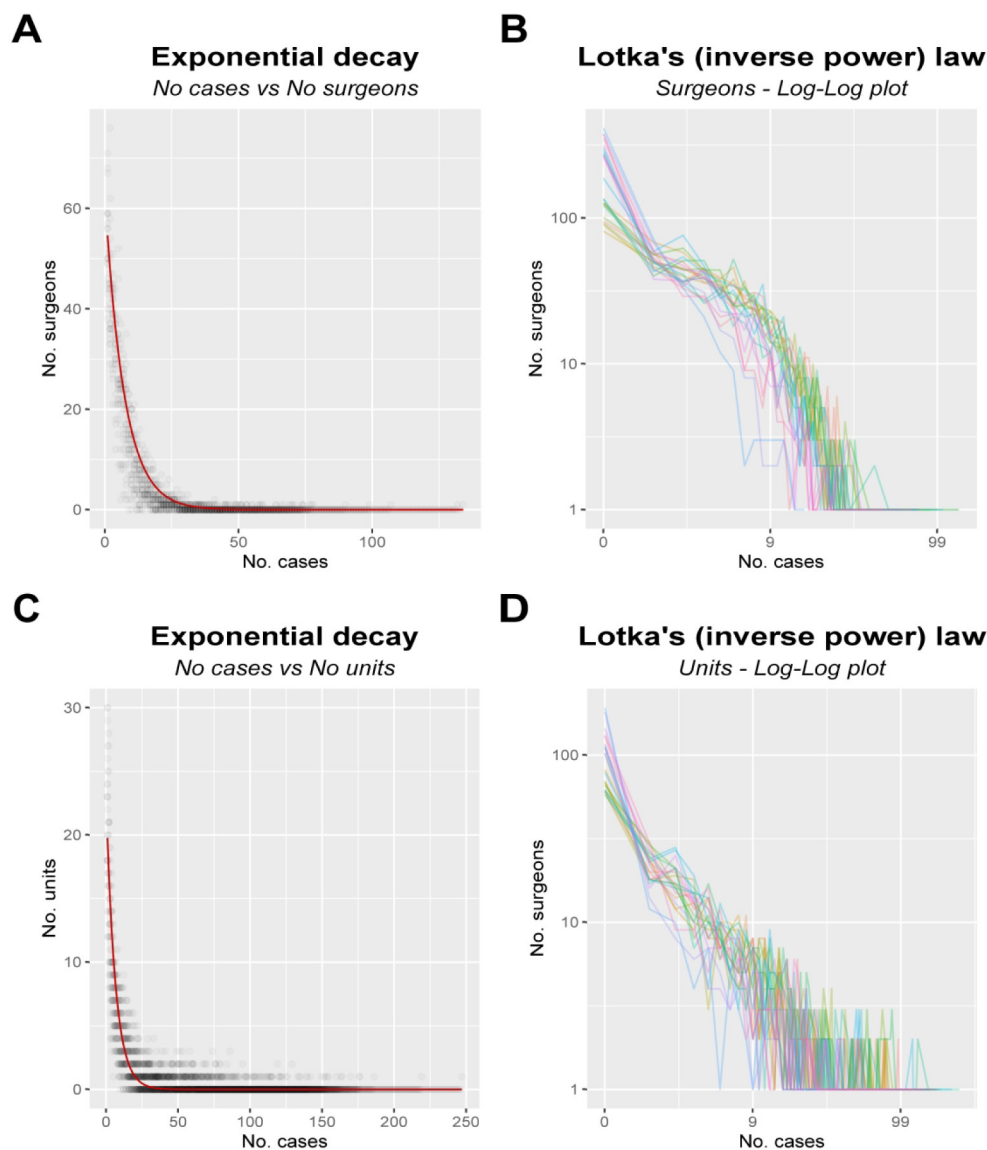 A
Exponential decay
No cases vs No surgeons
60
40
20
0
No. surgeons
0 50 100
No. cases
B
Lotka's (inverse power) law
Surgeons - Log-Log plot
100
10
1
No. surgeons
0 9 99
No. cases
C
Exponential decay
No cases vs No units
30
20
10
0
No. units
0 50 100 150 200 250
No. cases
D
Lotka's (inverse power) law
Units - Log-Log plot
100
10
1
No. surgeons
0 9 99
No. cases